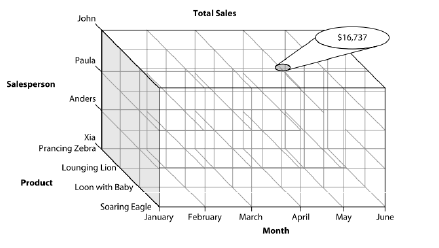 Total Sales
John
$16,737
Paula
Salesperson
Anders
Xia
Prancing Zebra
Lounging Lion
Product
Loon with Baby
Soaring Eagle
January February March April May June
Month